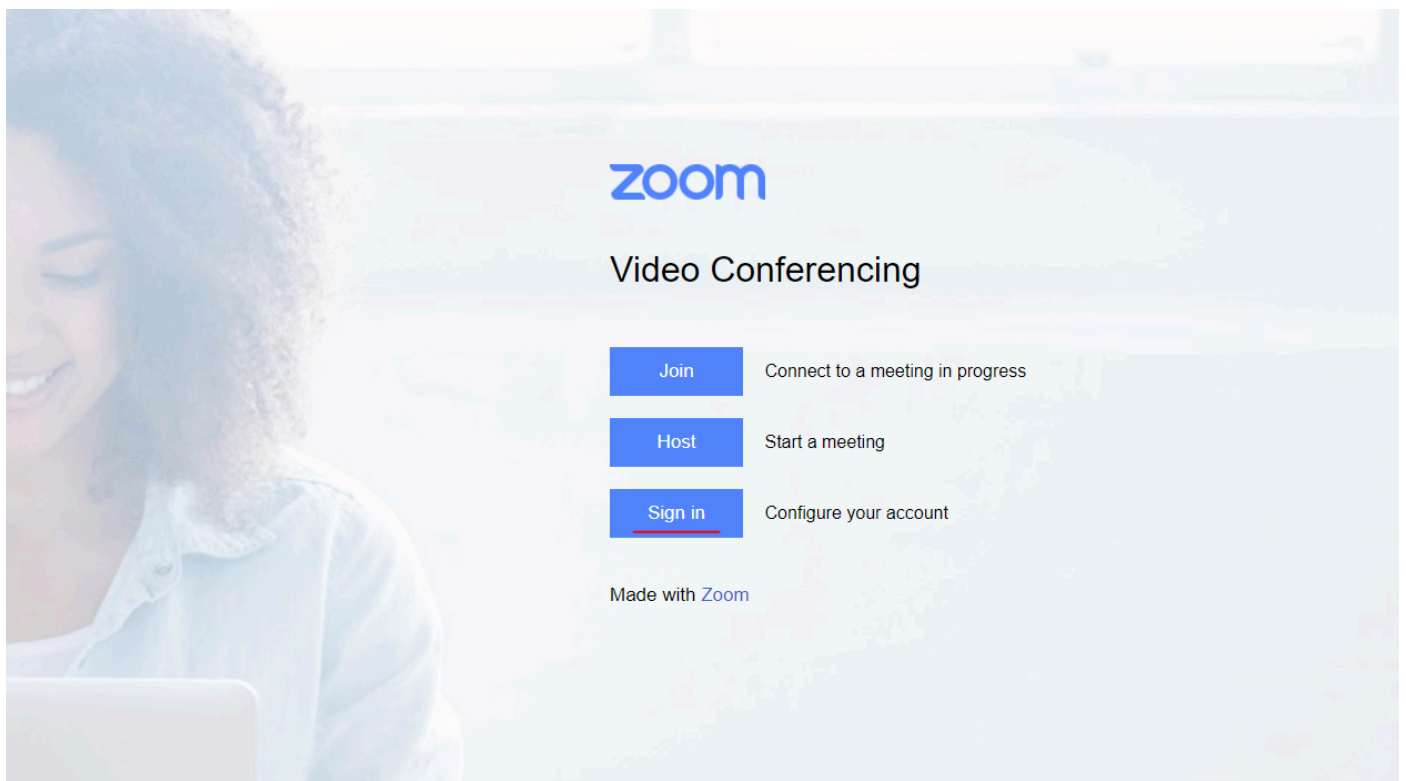 zoom
Video Conferencing
Join Connect to a meeting in progress
Host Start a meeting
Sign in Configure your account
Made with Zoom